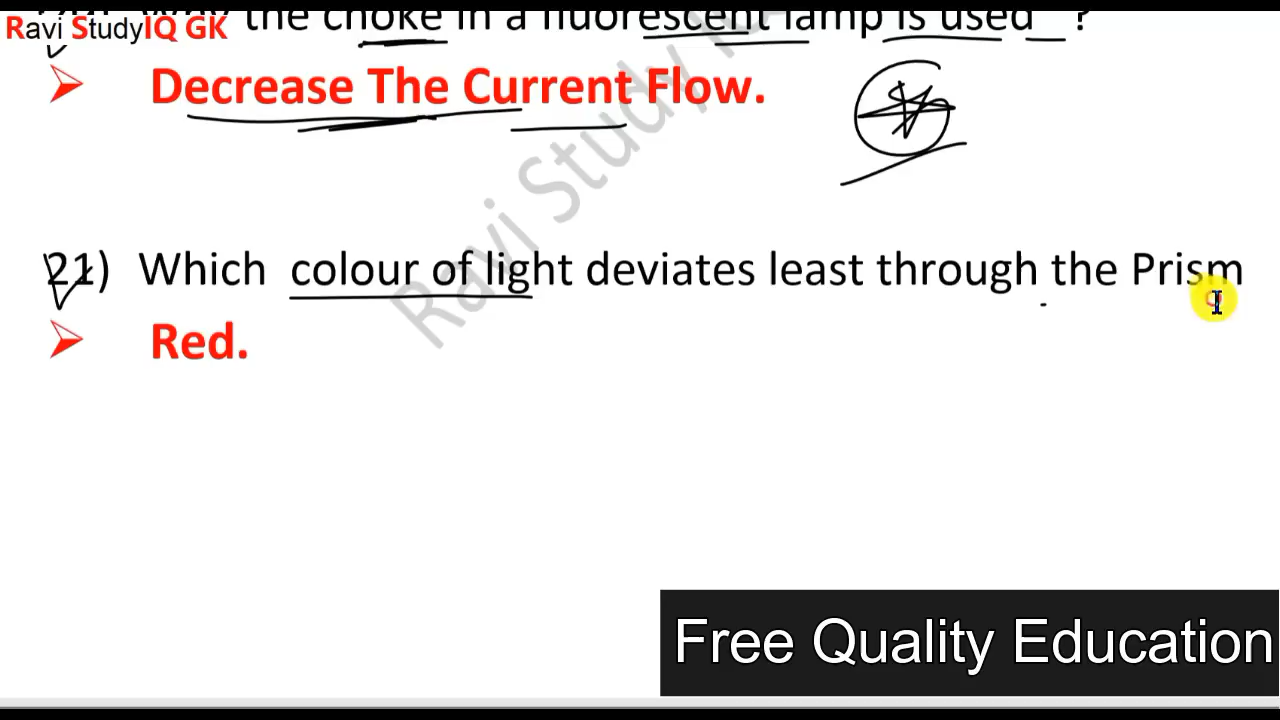 Why the choke in a fluorescent lamp is used ?
Ravi StudyIQ GK
Decrease The Current Flow.
21) Which colour of light deviates least through the Prism
Red.
Ravi Study
Free Quality Education